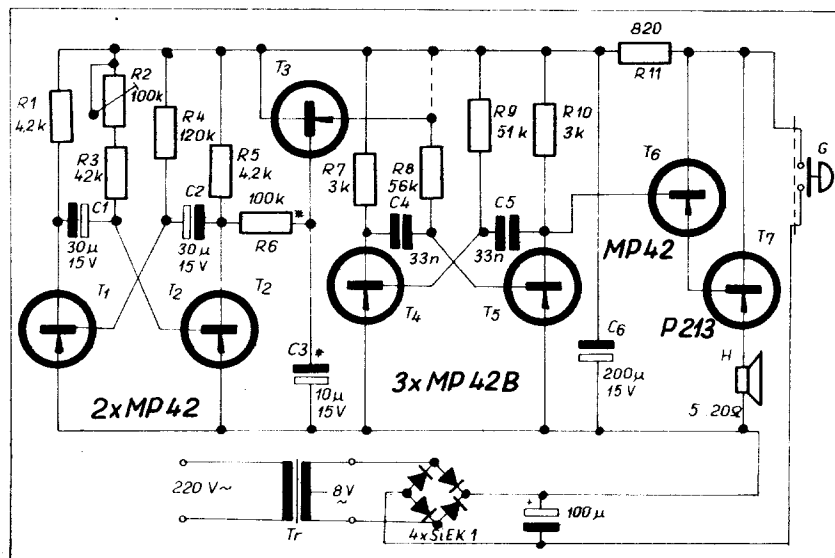 820
R11
R1
4,2k
R2
100k
R3
42k
R4
120k
R5
4.2k
T3
R7
3k
R8
56k
R9
51k
R10
3k
C1
30µ
15V
C2
30µ
15V
100k
*
R6
C4
33n
C5
33n
T6
MP42
G
T7
P213
T1
T2
T2
T4
T5
C3 *
10µ
15V
C6
200µ
15V
H
5.20Ω
2xMP42
3xMP42B
220 V~
Tr
8V
~
4xSiEK1
+
100µ